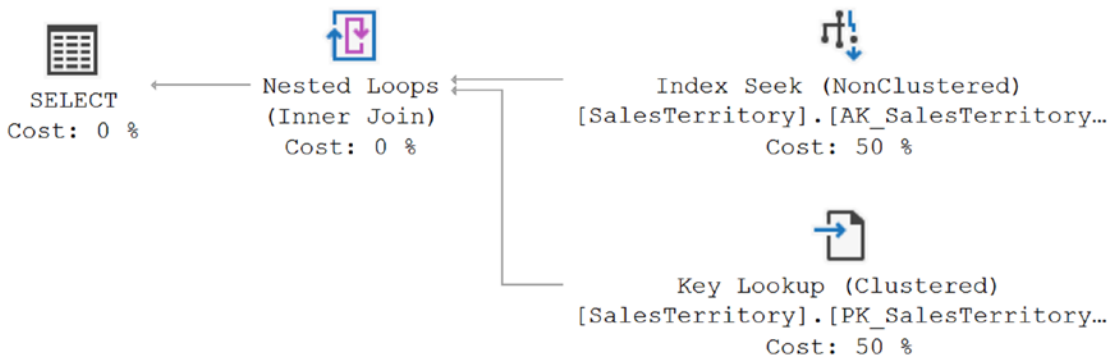 SELECT
Cost: 0 %
Nested Loops
(Inner Join)
Cost: 0 %
Index Seek (NonClustered)
[SalesTerritory].[AK_SalesTerritory…
Cost: 50 %
Key Lookup (Clustered)
[SalesTerritory].[PK_SalesTerritory…
Cost: 50 %